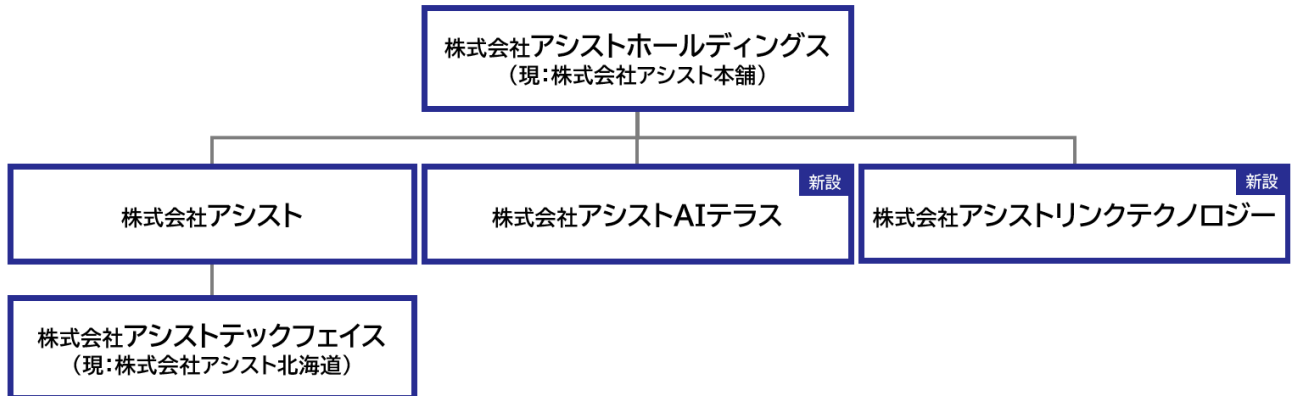 株式会社アシストホールディングス
(現:株式会社アシスト本舗)
株式会社アシスト
新設
株式会社アシストAIテラス
新設
株式会社アシストリンクテクノロジー
株式会社アシストテックフェイス
(現:株式会社アシスト北海道)